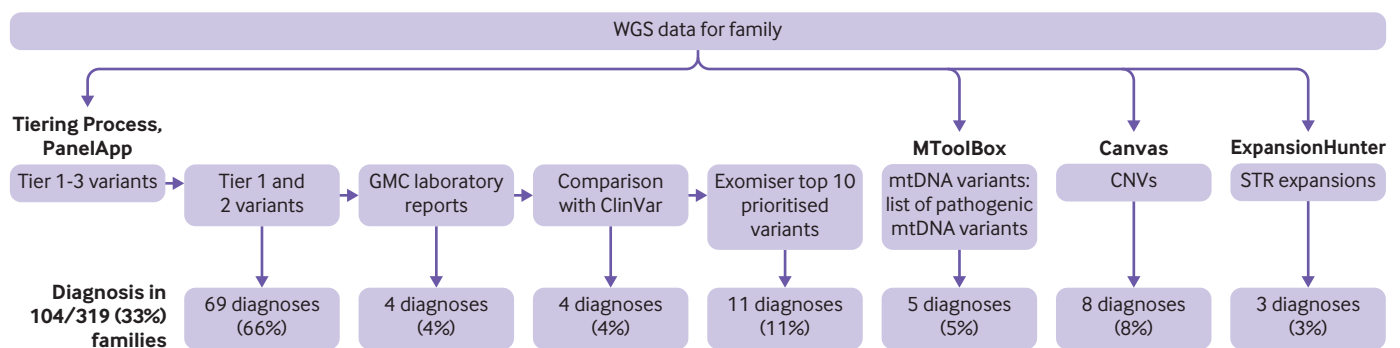 WGS data for family
Tiering Process,
PanelApp
Tier 1-3 variants
Tier 1 and
2 variants
GMC laboratory
reports
Comparison
with ClinVar
Exomiser top 10
prioritised
variants
MToolBox
mtDNA variants:
list of pathogenic
mtDNA variants
Canvas
CNVs
ExpansionHunter
STR expansions
Diagnosis in
104/319 (33%)
families
69 diagnoses
(66%)
4 diagnoses
(4%)
4 diagnoses
(4%)
11 diagnoses
(11%)
5 diagnoses
(5%)
8 diagnoses
(8%)
3 diagnoses
(3%)